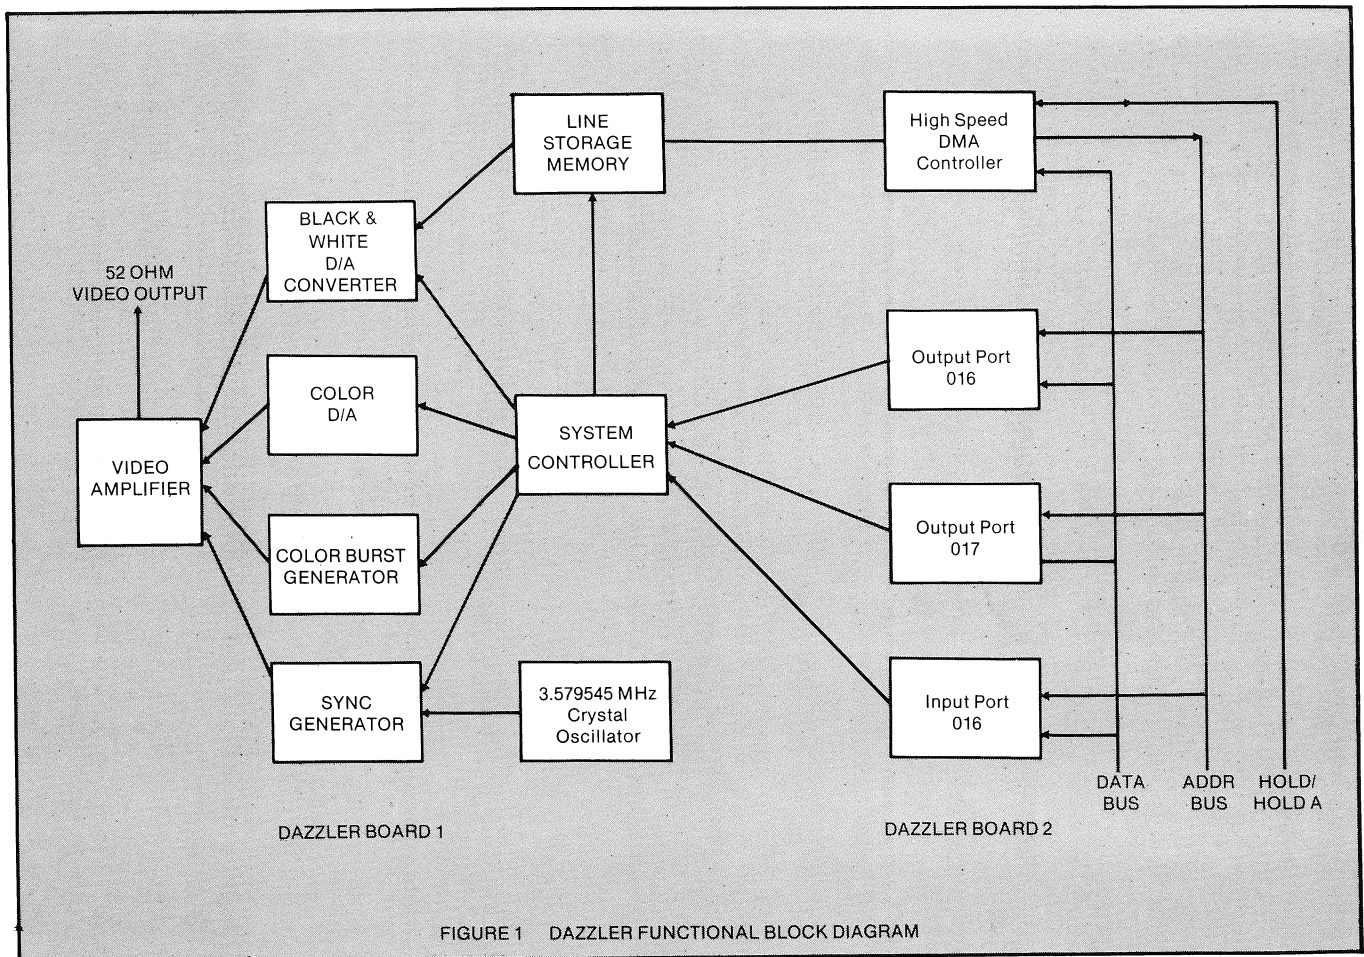 LINE
STORAGE
MEMORY
High Speed
DMA
Controller
BLACK &
WHITE
D/A
CONVERTER
52 OHM
VIDEO OUTPUT
Output Port
016
COLOR
D/A
SYSTEM
CONTROLLER
VIDEO
AMPLIFIER
Output Port
017
COLOR BURST
GENERATOR
SYNC
GENERATOR
3.579545 MHz
Crystal
Oscillator
Input Port
016
DATA
BUS
ADDR
BUS
HOLD/
HOLD A
DAZZLER BOARD 1
DAZZLER BOARD 2
FIGURE 1 DAZZLER FUNCTIONAL BLOCK DIAGRAM